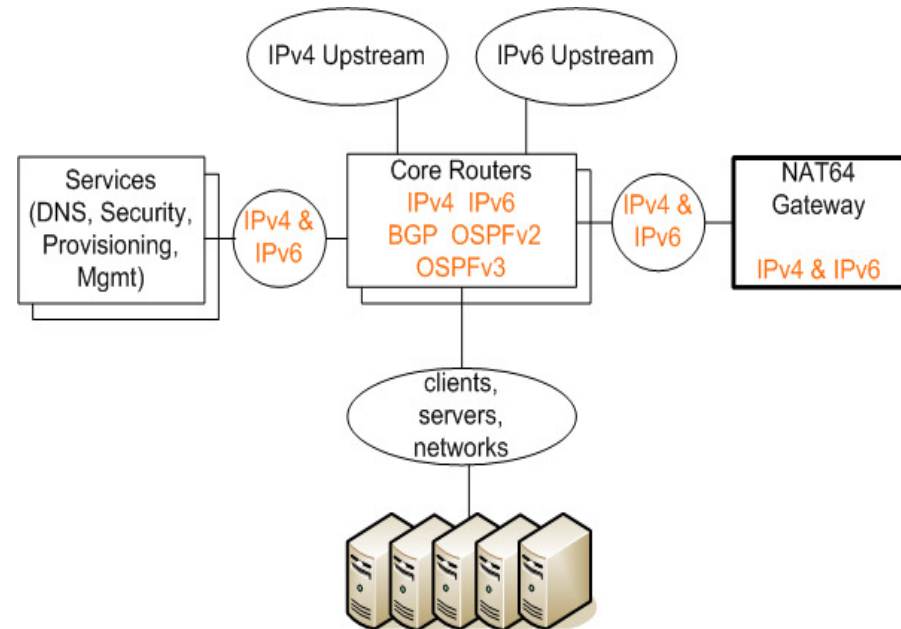 IPv4 Upstream
IPv6 Upstream
Services
(DNS, Security,
Provisioning,
Mgmt)
IPv4 &
IPv6
Core Routers
IPv4 IPv6
BGP OSPFv2
OSPFv3
IPv4 &
IPv6
NAT64
Gateway
IPv4 & IPv6
clients,
servers,
networks